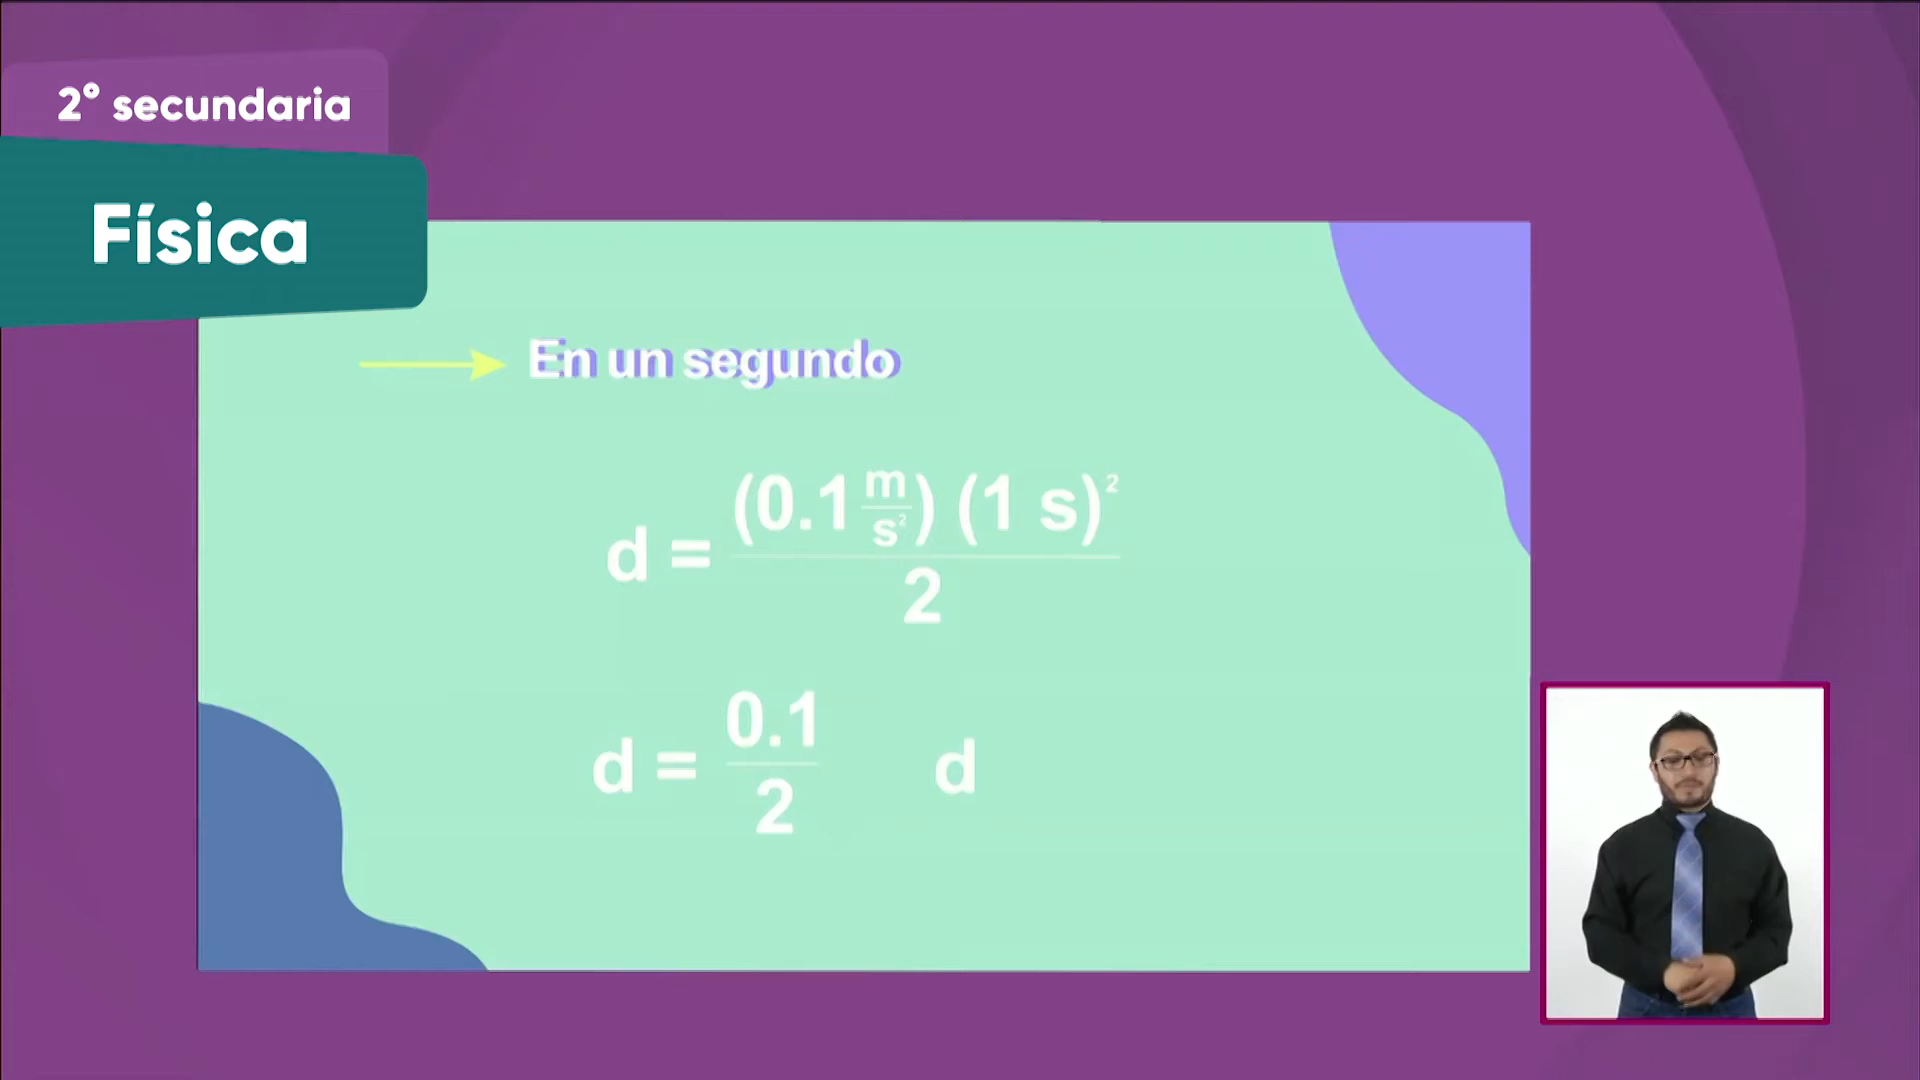 2° secundaria
Física
En un segundo
d = (0.1 m/s²) (1 s)² / 2
d = 0.1 / 2    d